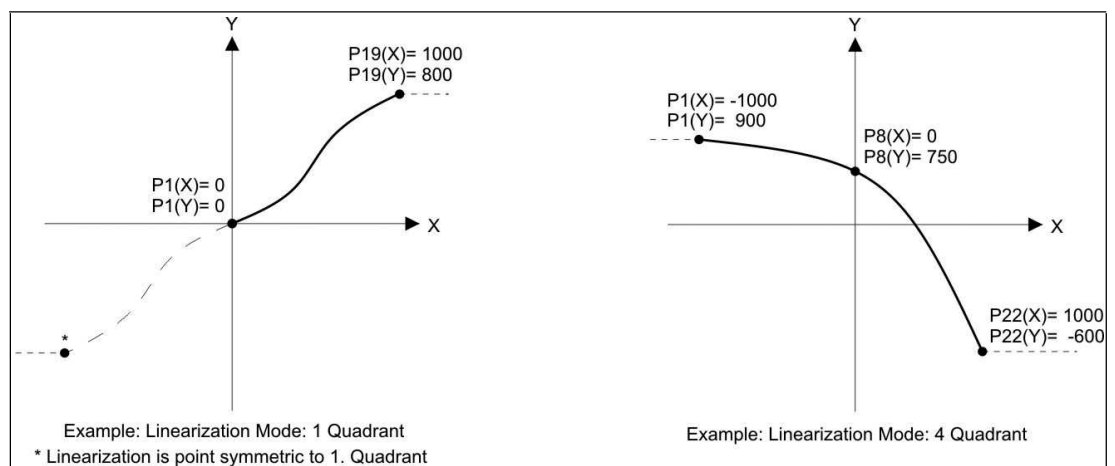 Y
P19(X)= 1000
P19(Y)= 800
P1(X)= 0
P1(Y)= 0
X
*
Example: Linearization Mode: 1 Quadrant
* Linearization is point symmetric to 1. Quadrant
Y
P1(X)= -1000
P1(Y)= 900
P8(X)= 0
P8(Y)= 750
X
P22(X)= 1000
P22(Y)= -600
Example: Linearization Mode: 4 Quadrant